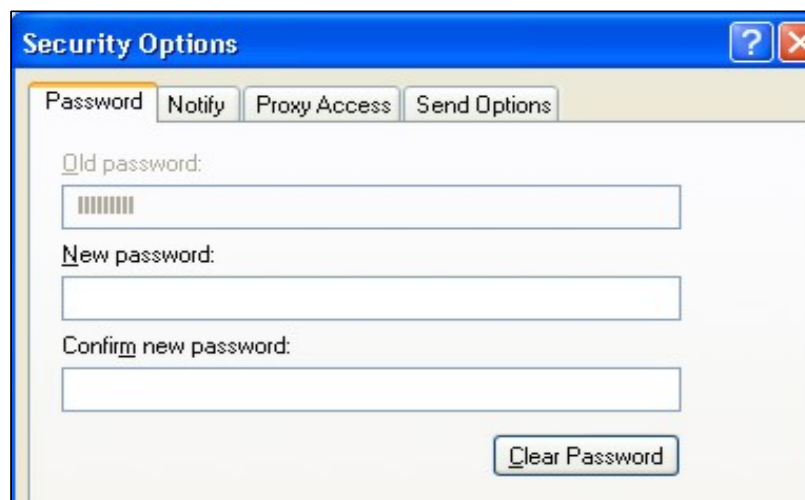 Security Options
Password Notify Proxy Access Send Options
Old password:
New password:
Confirm new password:
Clear Password